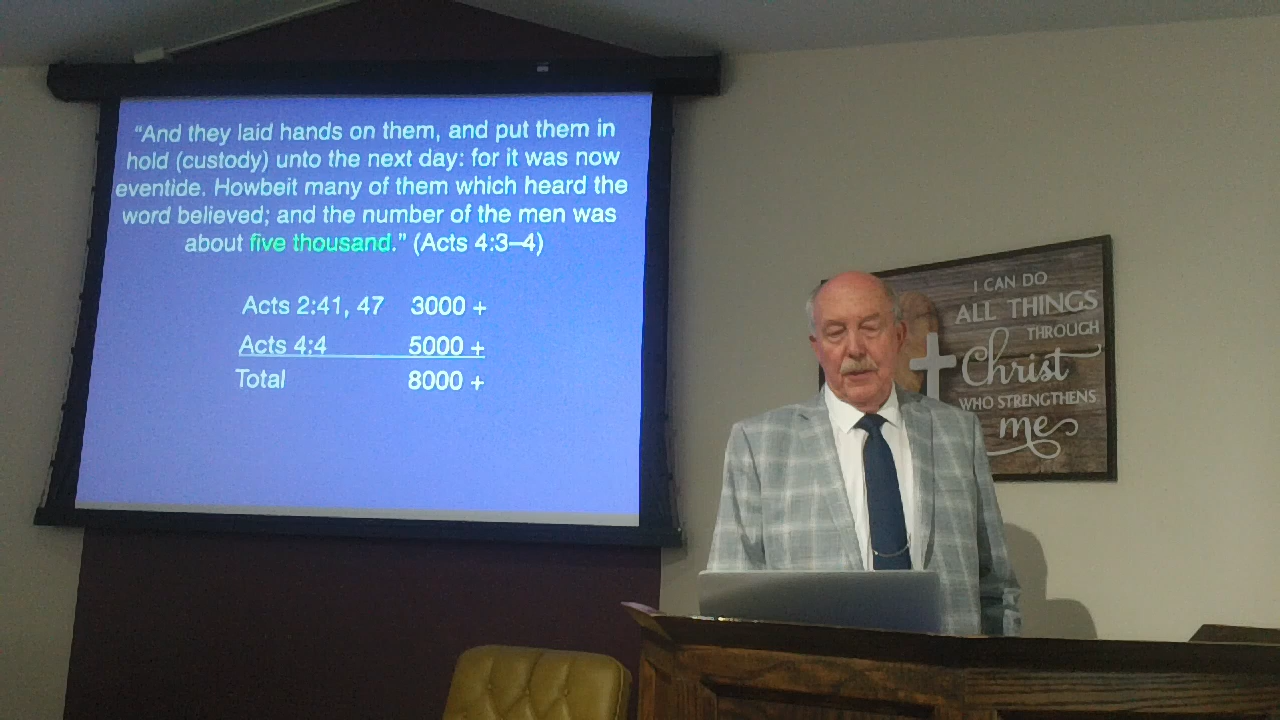 “And they laid hands on them, and put them in
hold (custody) unto the next day: for it was now
eventide. Howbeit many of them which heard the
word believed; and the number of the men was
about five thousand.” (Acts 4:3–4)
Acts 2:41, 47 3000 +
Acts 4:4 5000 +
Total 8000 +
I CAN DO
ALL THINGS
THROUGH
Christ
WHO STRENGTHENS
me